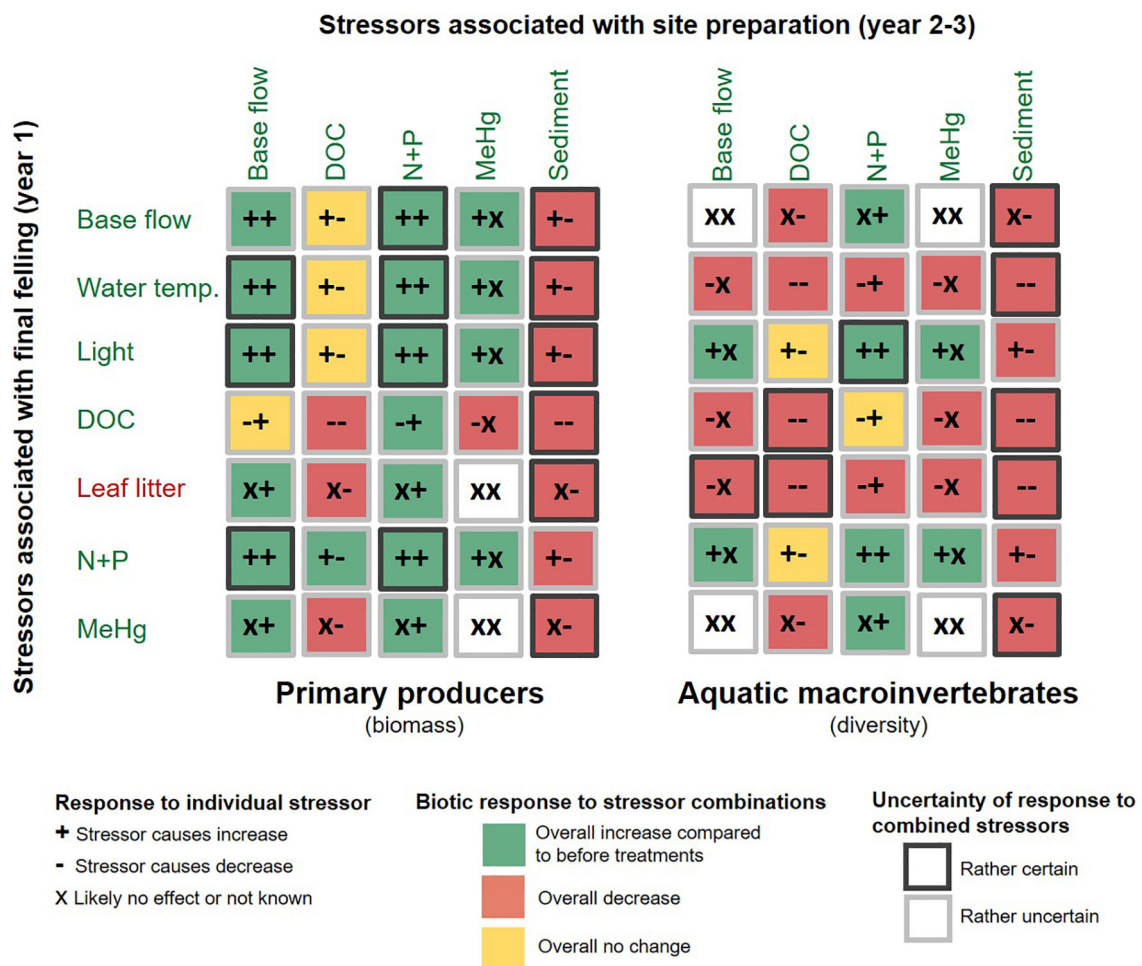 Stressors associated with site preparation (year 2-3)
Stressors associated with final felling (year 1)
Base flow DOC N+P MeHg Sediment Base flow DOC N+P MeHg Sediment
Base flow ++ +- ++ +x +- xx x- x+ xx x-
Water temp. ++ +- ++ +x +- -x -- -+ -x --
Light ++ +- ++ +x +- +x +- ++ +x +-
DOC -+ -- -+ -x -- -x -- -+ -x --
Leaf litter x+ x- x+ xx x- -x -- -+ -x --
N+P ++ +- ++ +x +- +x +- ++ +x +-
MeHg x+ x- x+ xx x- xx x- x+ xx x-
Primary producers Aquatic macroinvertebrates
(biomass) (diversity)
Response to individual stressor
+ Stressor causes increase
- Stressor causes decrease
x Likely no effect or not known
Biotic response to stressor combinations
Overall increase compared
to before treatments
Overall decrease
Overall no change
Uncertainty of response to
combined stressors
Rather certain
Rather uncertain